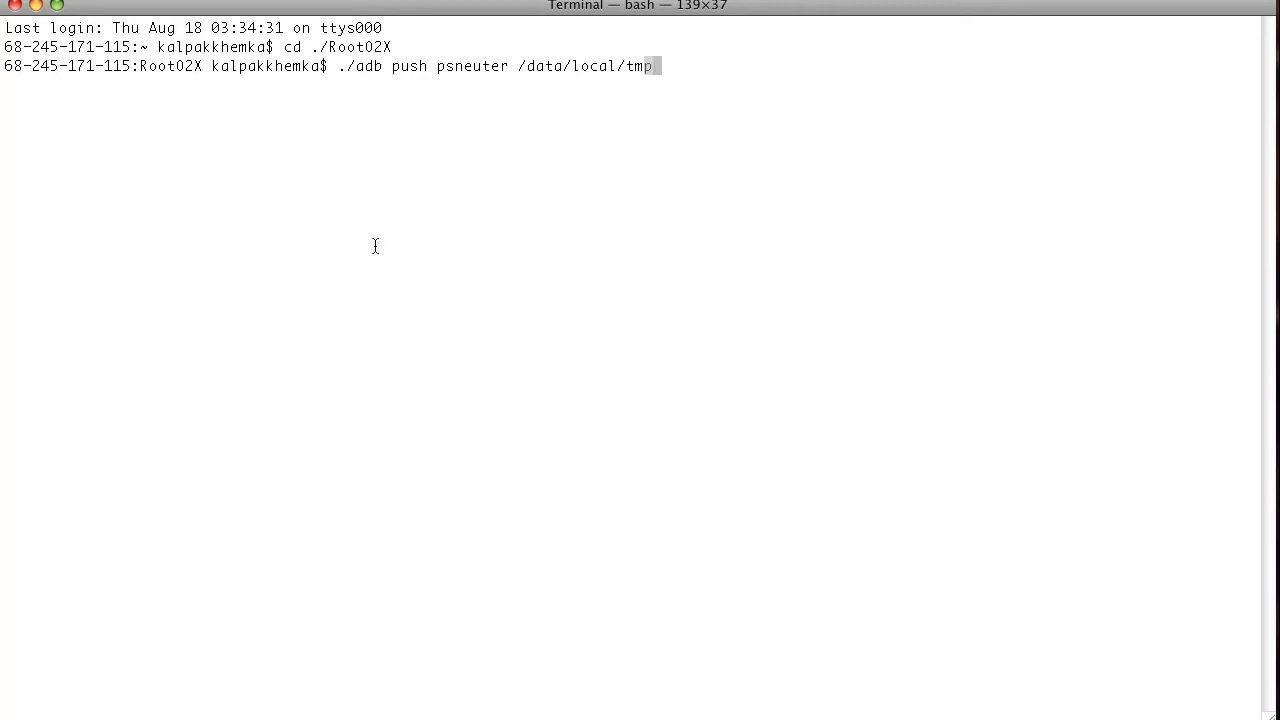 Terminal — bash — 139×37
Last login: Thu Aug 18 03:34:31 on ttys000
68-245-171-115:~ kalpakkhemka$ cd ./Root02X
68-245-171-115:Root02X kalpakkhemka$ ./adb push psneuter /data/local/tmp